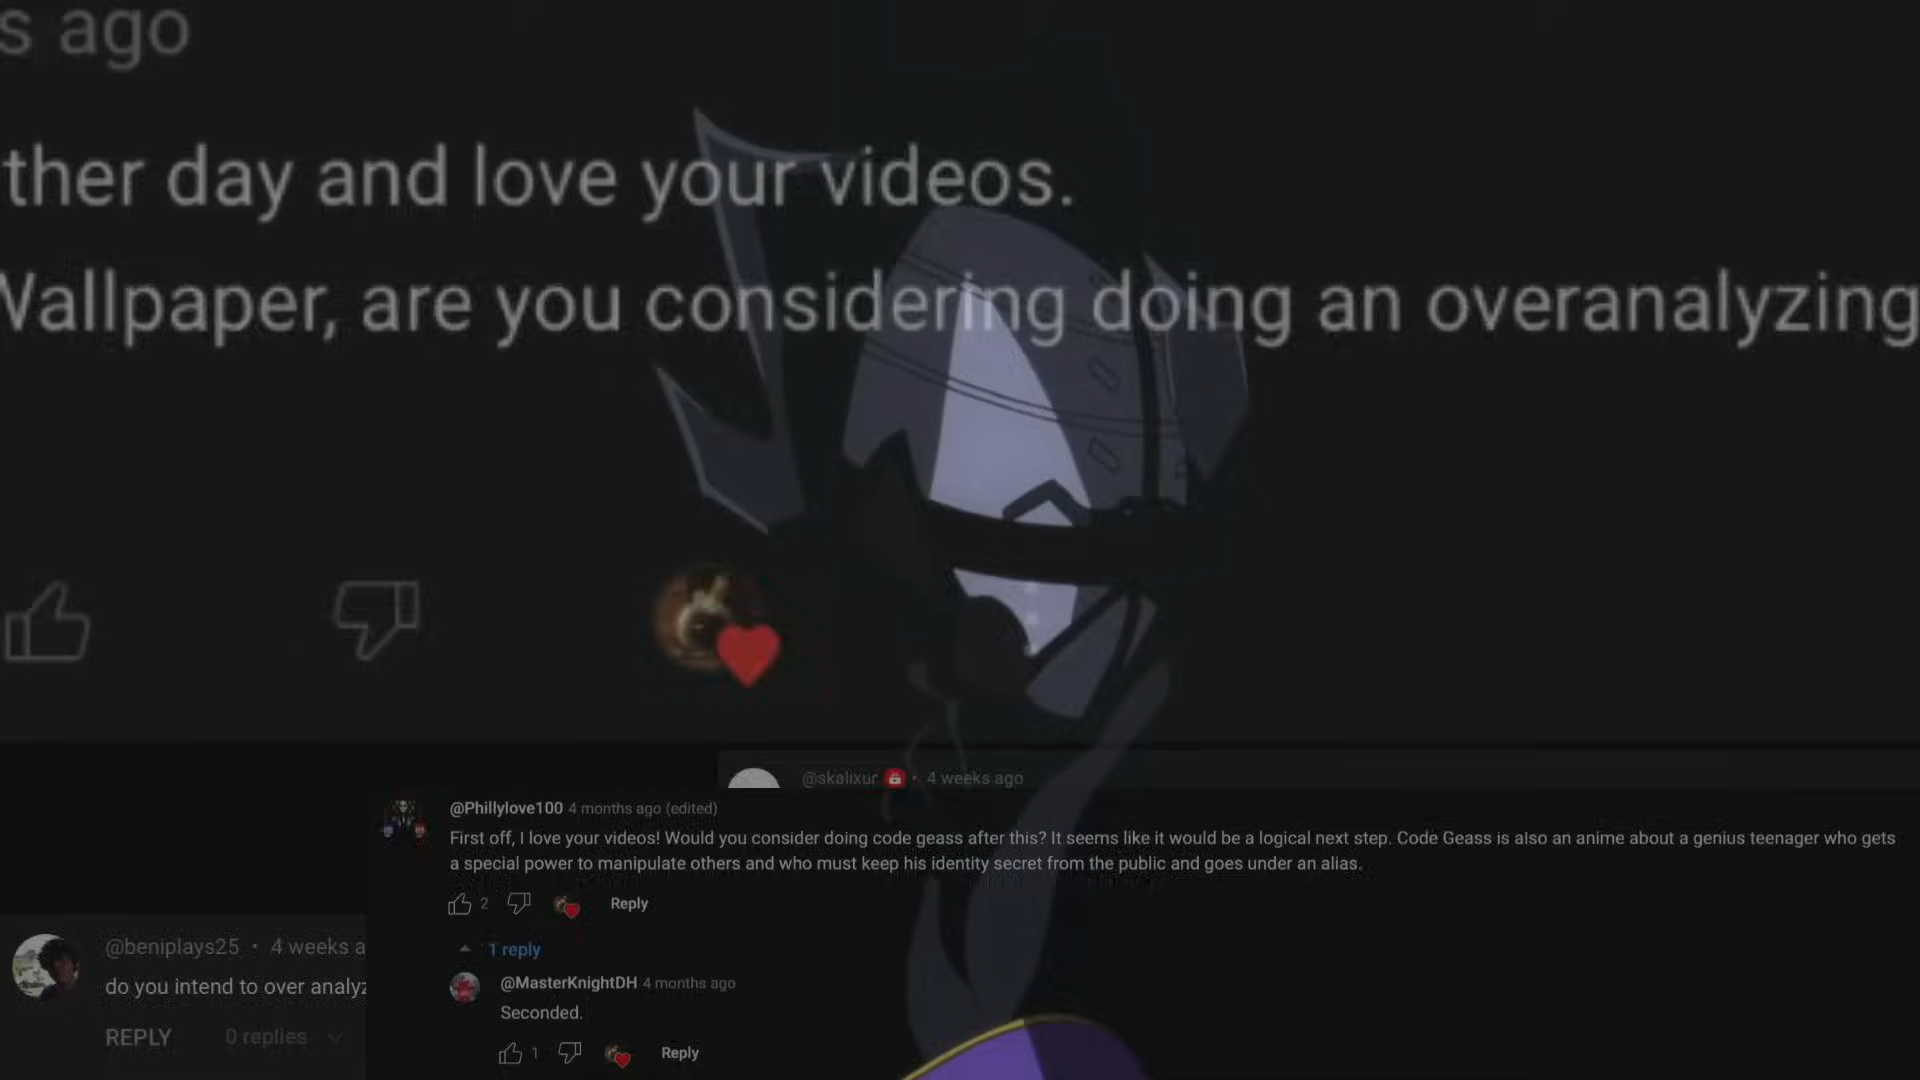 s ago
ther day and love your videos.
Wallpaper, are you considering doing an overanalyzing
@skalixur • 4 weeks ago
@Phillylove100 4 months ago (edited)
First off, I love your videos! Would you consider doing code geass after this? It seems like it would be a logical next step. Code Geass is also an anime about a genius teenager who gets
a special power to manipulate others and who must keep his identity secret from the public and goes under an alias.
2 Reply
1 reply
@beniplays25 • 4 weeks a
do you intend to over analyz
REPLY 0 replies
@MasterKnightDH 4 months ago
Seconded.
1 Reply